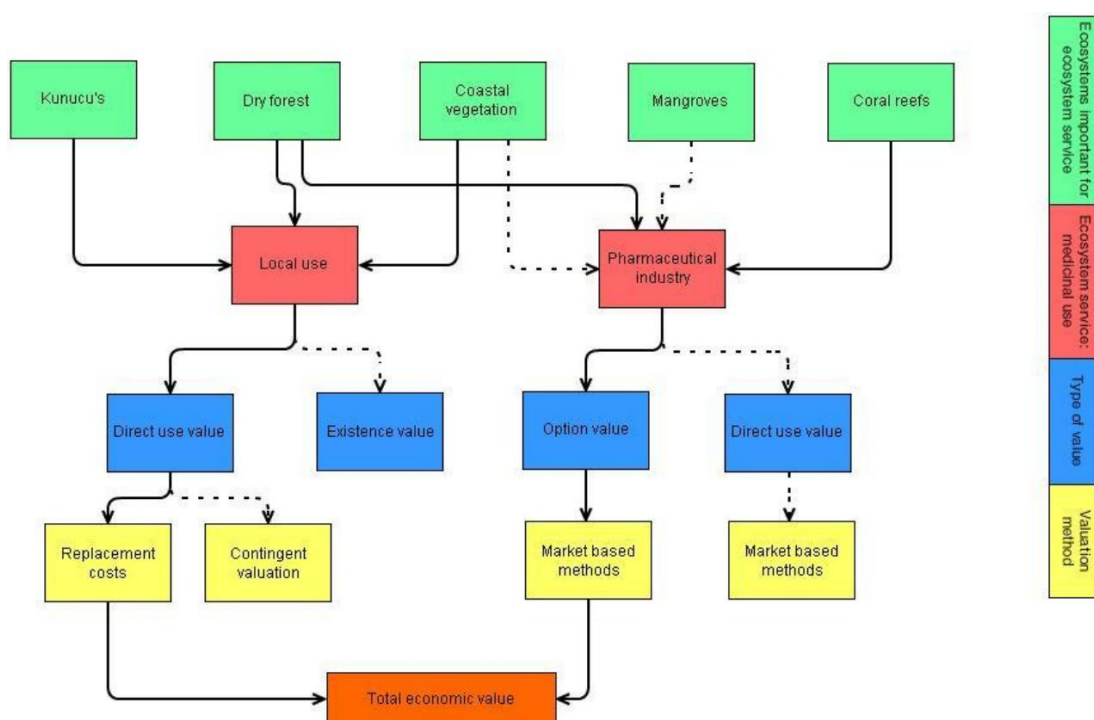 Kunucu's
Dry forest
Coastal
vegetation
Mangroves
Coral reefs
Local use
Pharmaceutical
industry
Direct use value
Existence value
Option value
Direct use value
Replacement
costs
Contingent
valuation
Market based
methods
Market based
methods
Total economic value
Ecosystems important for
ecosystem service
Ecosystem service:
medicinal use
Type of value
Valuation
method